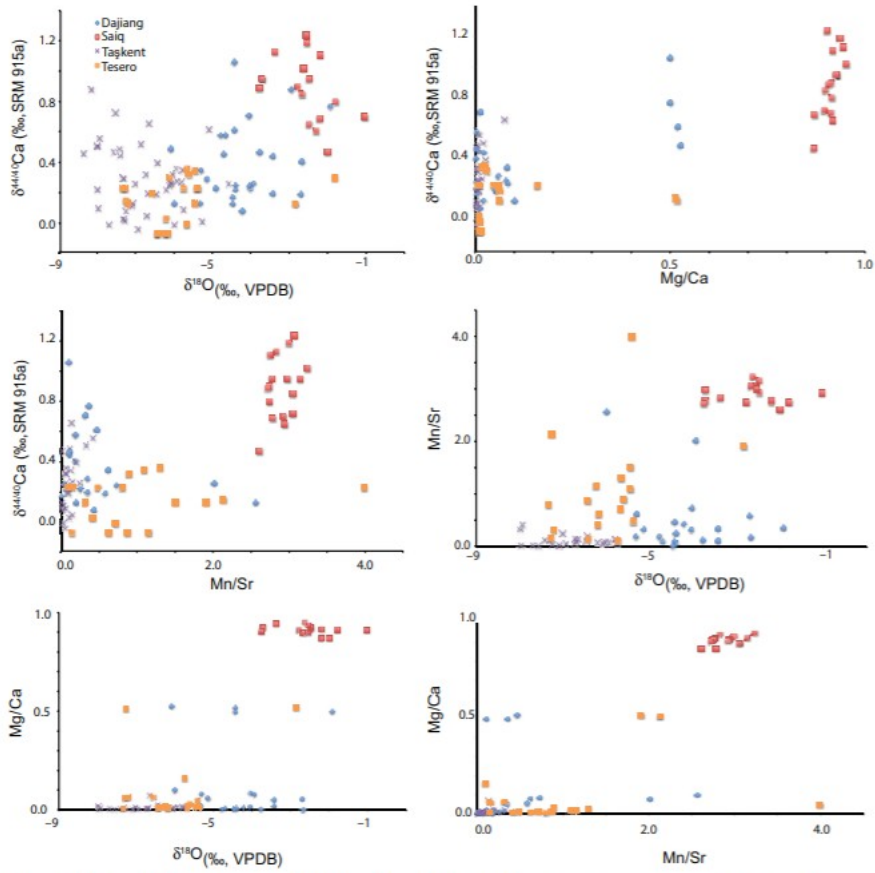 Dajiang
Saiq
Taşkent
Tesero
δ⁴⁴/⁴⁰Ca (‰, SRM 915a)
1.2
0.8
0.4
0.0
−9
−5
−1
δ¹⁸O(‰, VPDB)
δ⁴⁴/⁴⁰Ca (‰,SRM 915a)
1.2
0.8
0.4
0.0
0.0
0.5
1.0
Mg/Ca
δ⁴⁴/⁴⁰Ca (‰, SRM 915a)
1.2
0.8
0.4
0.0
0.0
2.0
4.0
Mn/Sr
Mn/Sr
4.0
2.0
0.0
−9
−5
−1
δ¹⁸O(‰, VPDB)
Mg/Ca
1.0
0.5
0.0
−9
−5
−1
δ¹⁸O(‰, VPDB)
Mg/Ca
1.0
0.5
0.0
0.0
2.0
4.0
Mn/Sr